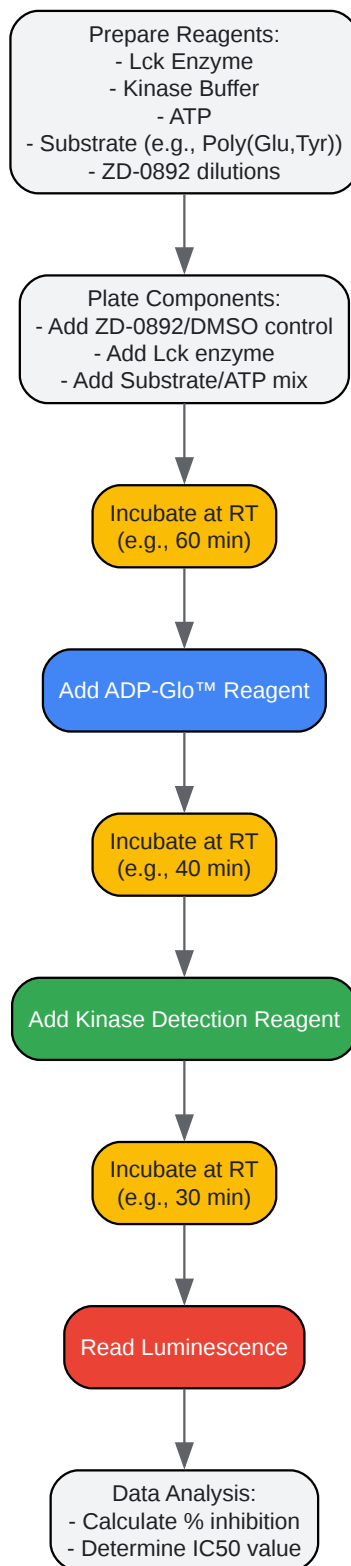 Prepare Reagents:
- Lck Enzyme
- Kinase Buffer
- ATP
- Substrate (e.g., Poly(Glu,Tyr))
- ZD-0892 dilutions
Plate Components:
- Add ZD-0892/DMSO control
- Add Lck enzyme
- Add Substrate/ATP mix
Incubate at RT
(e.g., 60 min)
Add ADP-Glo™ Reagent
Incubate at RT
(e.g., 40 min)
Add Kinase Detection Reagent
Incubate at RT
(e.g., 30 min)
Read Luminescence
Data Analysis:
- Calculate % inhibition
- Determine IC50 value